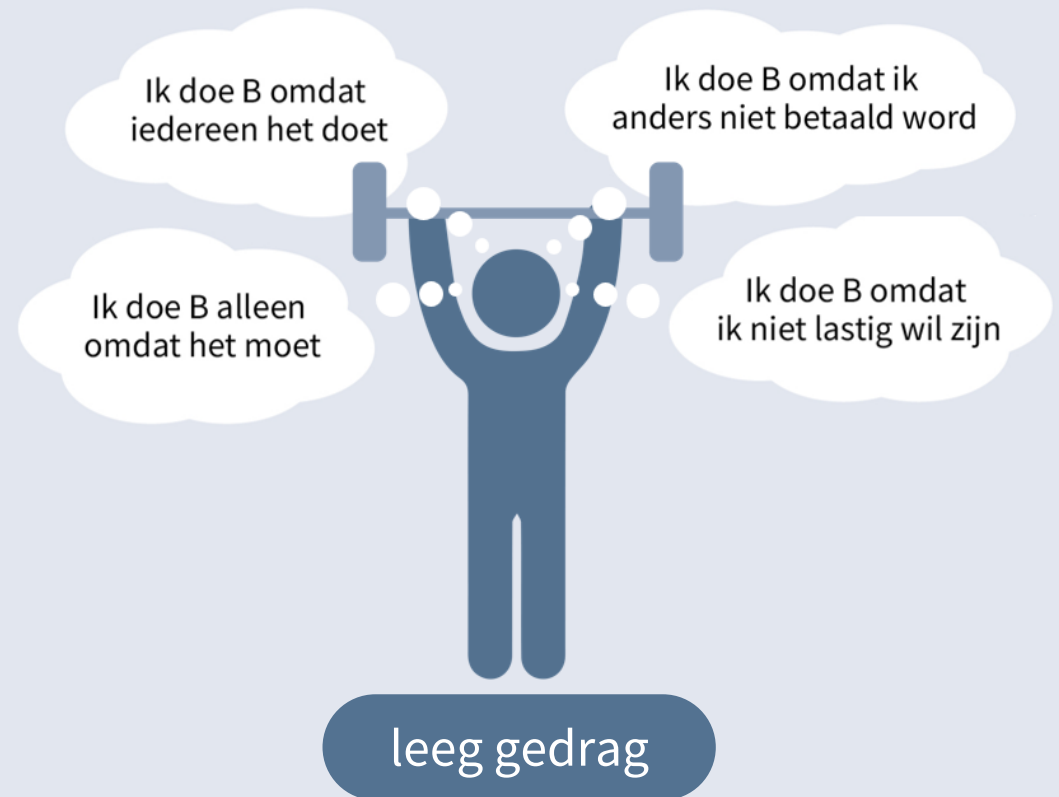 Ik doe B omdat
iedereen het doet
Ik doe B omdat ik
anders niet betaald word
Ik doe B alleen
omdat het moet
Ik doe B omdat
ik niet lastig wil zijn
leeg gedrag